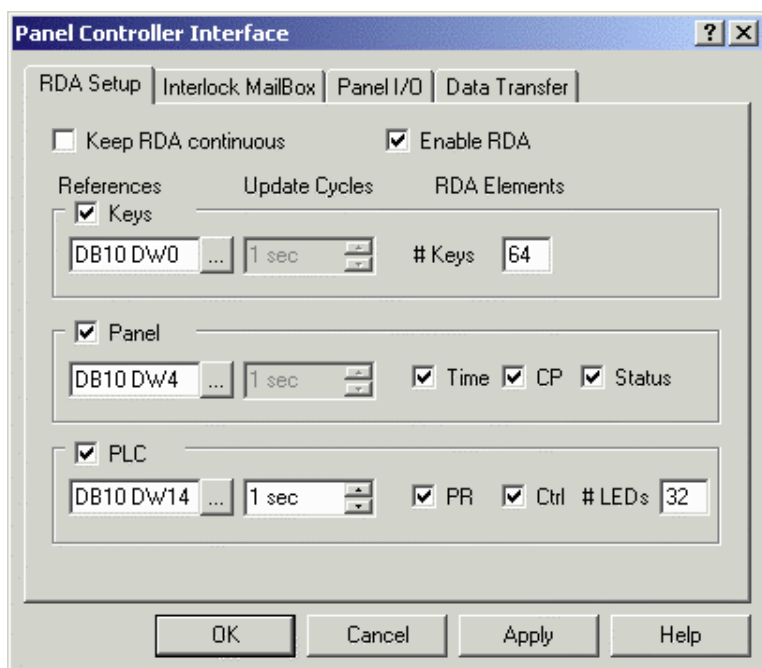 Panel Controller Interface
RDA Setup Interlock MailBox Panel I/O Data Transfer
Keep RDA continuous Enable RDA
References Update Cycles RDA Elements
Keys
DB10 DW0 ... 1 sec # Keys 64
Panel
DB10 DW4 ... 1 sec Time CP Status
PLC
DB10 DW14 ... 1 sec PR Ctrl # LEDs 32
OK Cancel Apply Help